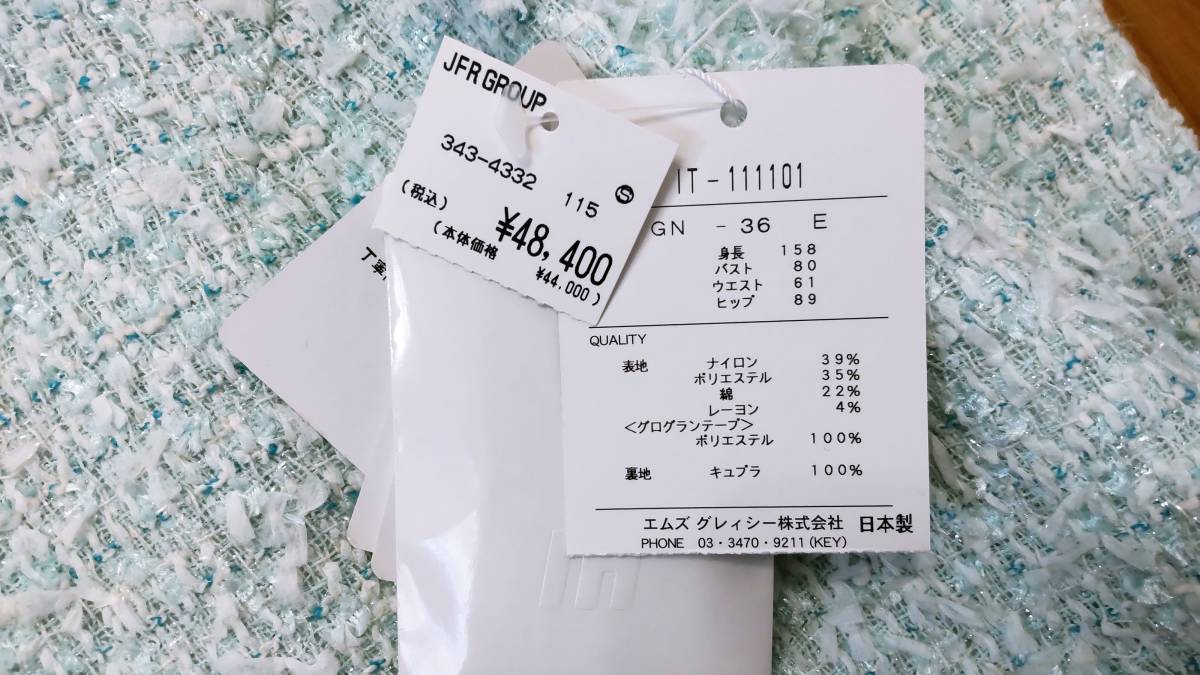 JFR GROUP
343-4332 115 Ⓢ
(税込) ¥48,400
(本体価格 ¥44,000)
IT-111101
GN - 36 E
身長 158
バスト 80
ウエスト 61
ヒップ 89
QUALITY
表地 ナイロン 39%
ポリエステル 35%
綿 22%
レーヨン 4%
<グログランテープ>
ポリエステル 100%
裏地 キュプラ 100%
エムズ グレィシー株式会社 日本製
PHONE 03・3470・9211(KEY)